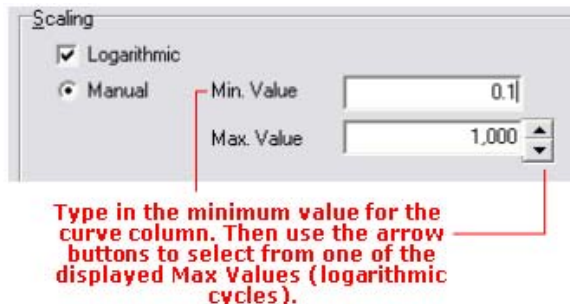 Scaling
Logarithmic
Manual
Min. Value
0.1
Max. Value
1,000
Type in the minimum value for the
curve column. Then use the arrow
buttons to select from one of the
displayed Max Values (logarithmic
cycles).